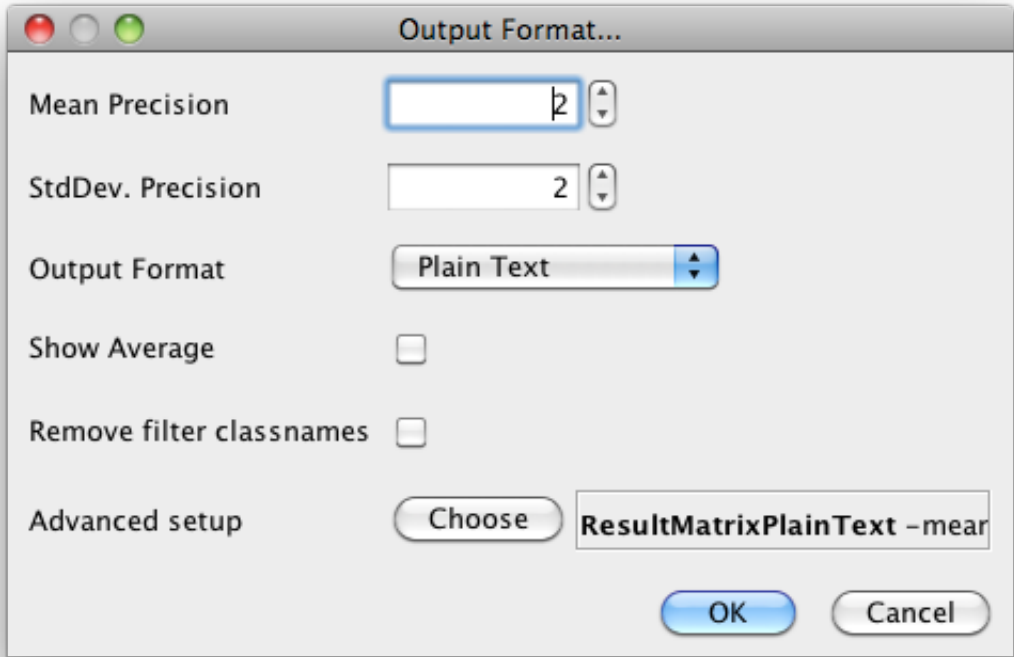 Output Format...
Mean Precision 2
StdDev. Precision 2
Output Format Plain Text
Show Average
Remove filter classnames
Advanced setup Choose ResultMatrixPlainText -mear
OK Cancel